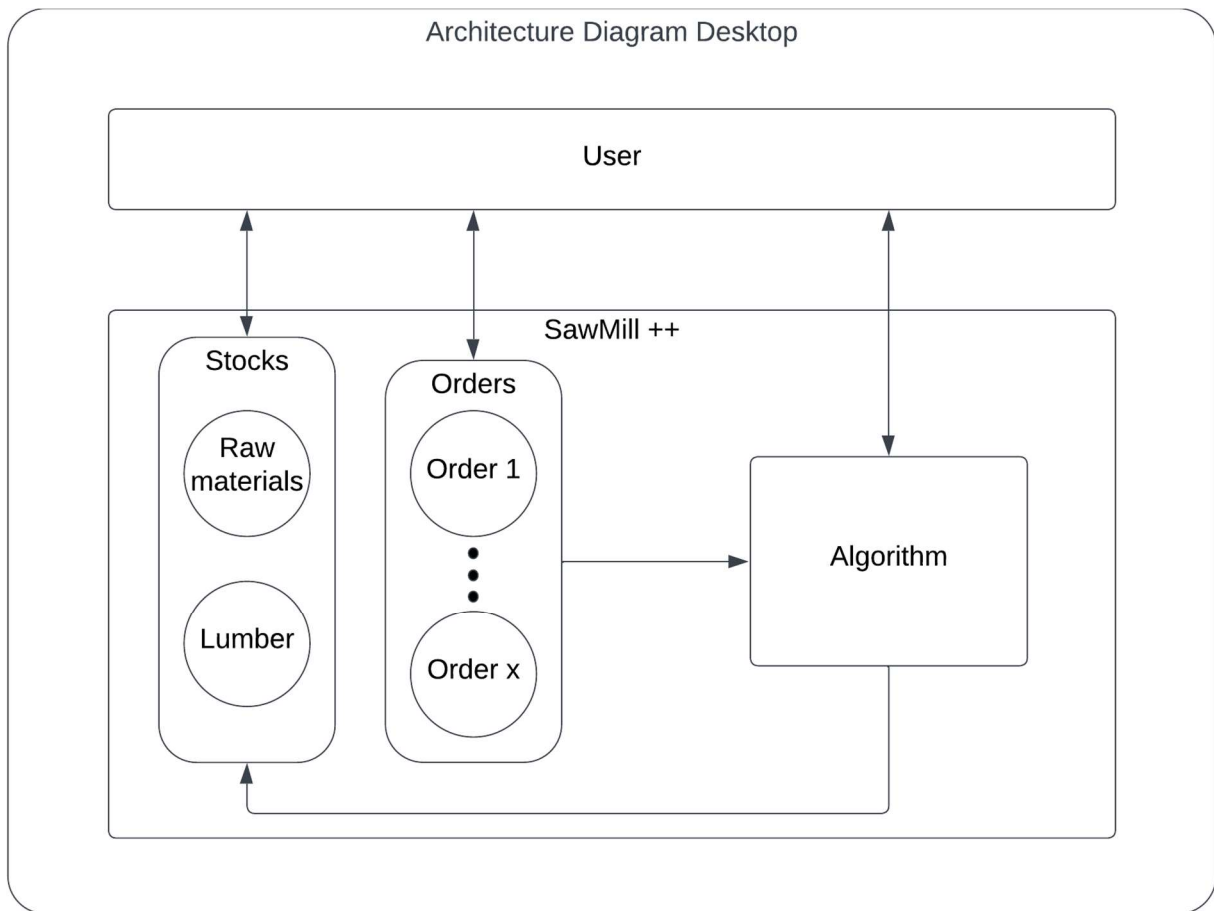 Architecture Diagram Desktop
User
SawMill ++
Stocks
Raw
materials
Lumber
Orders
Order 1
Order x
Algorithm